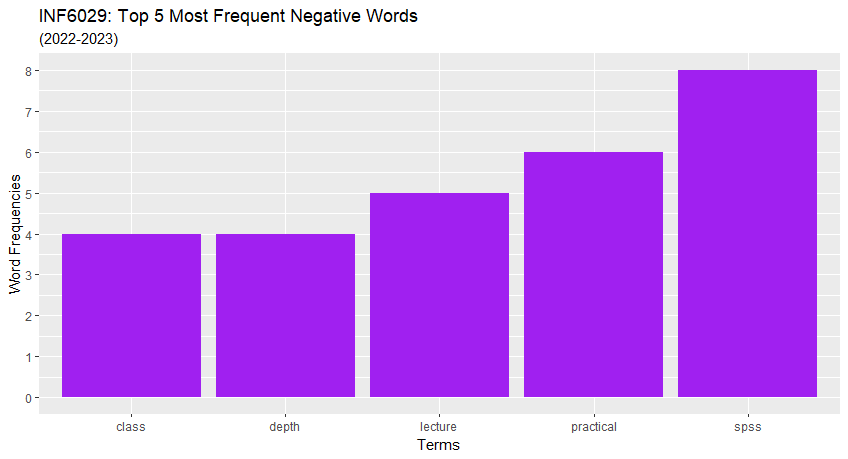 INF6029: Top 5 Most Frequent Negative Words
(2022-2023)
Word Frequencies
8
7
6
5
4
3
2
1
0
class depth lecture practical spss
Terms